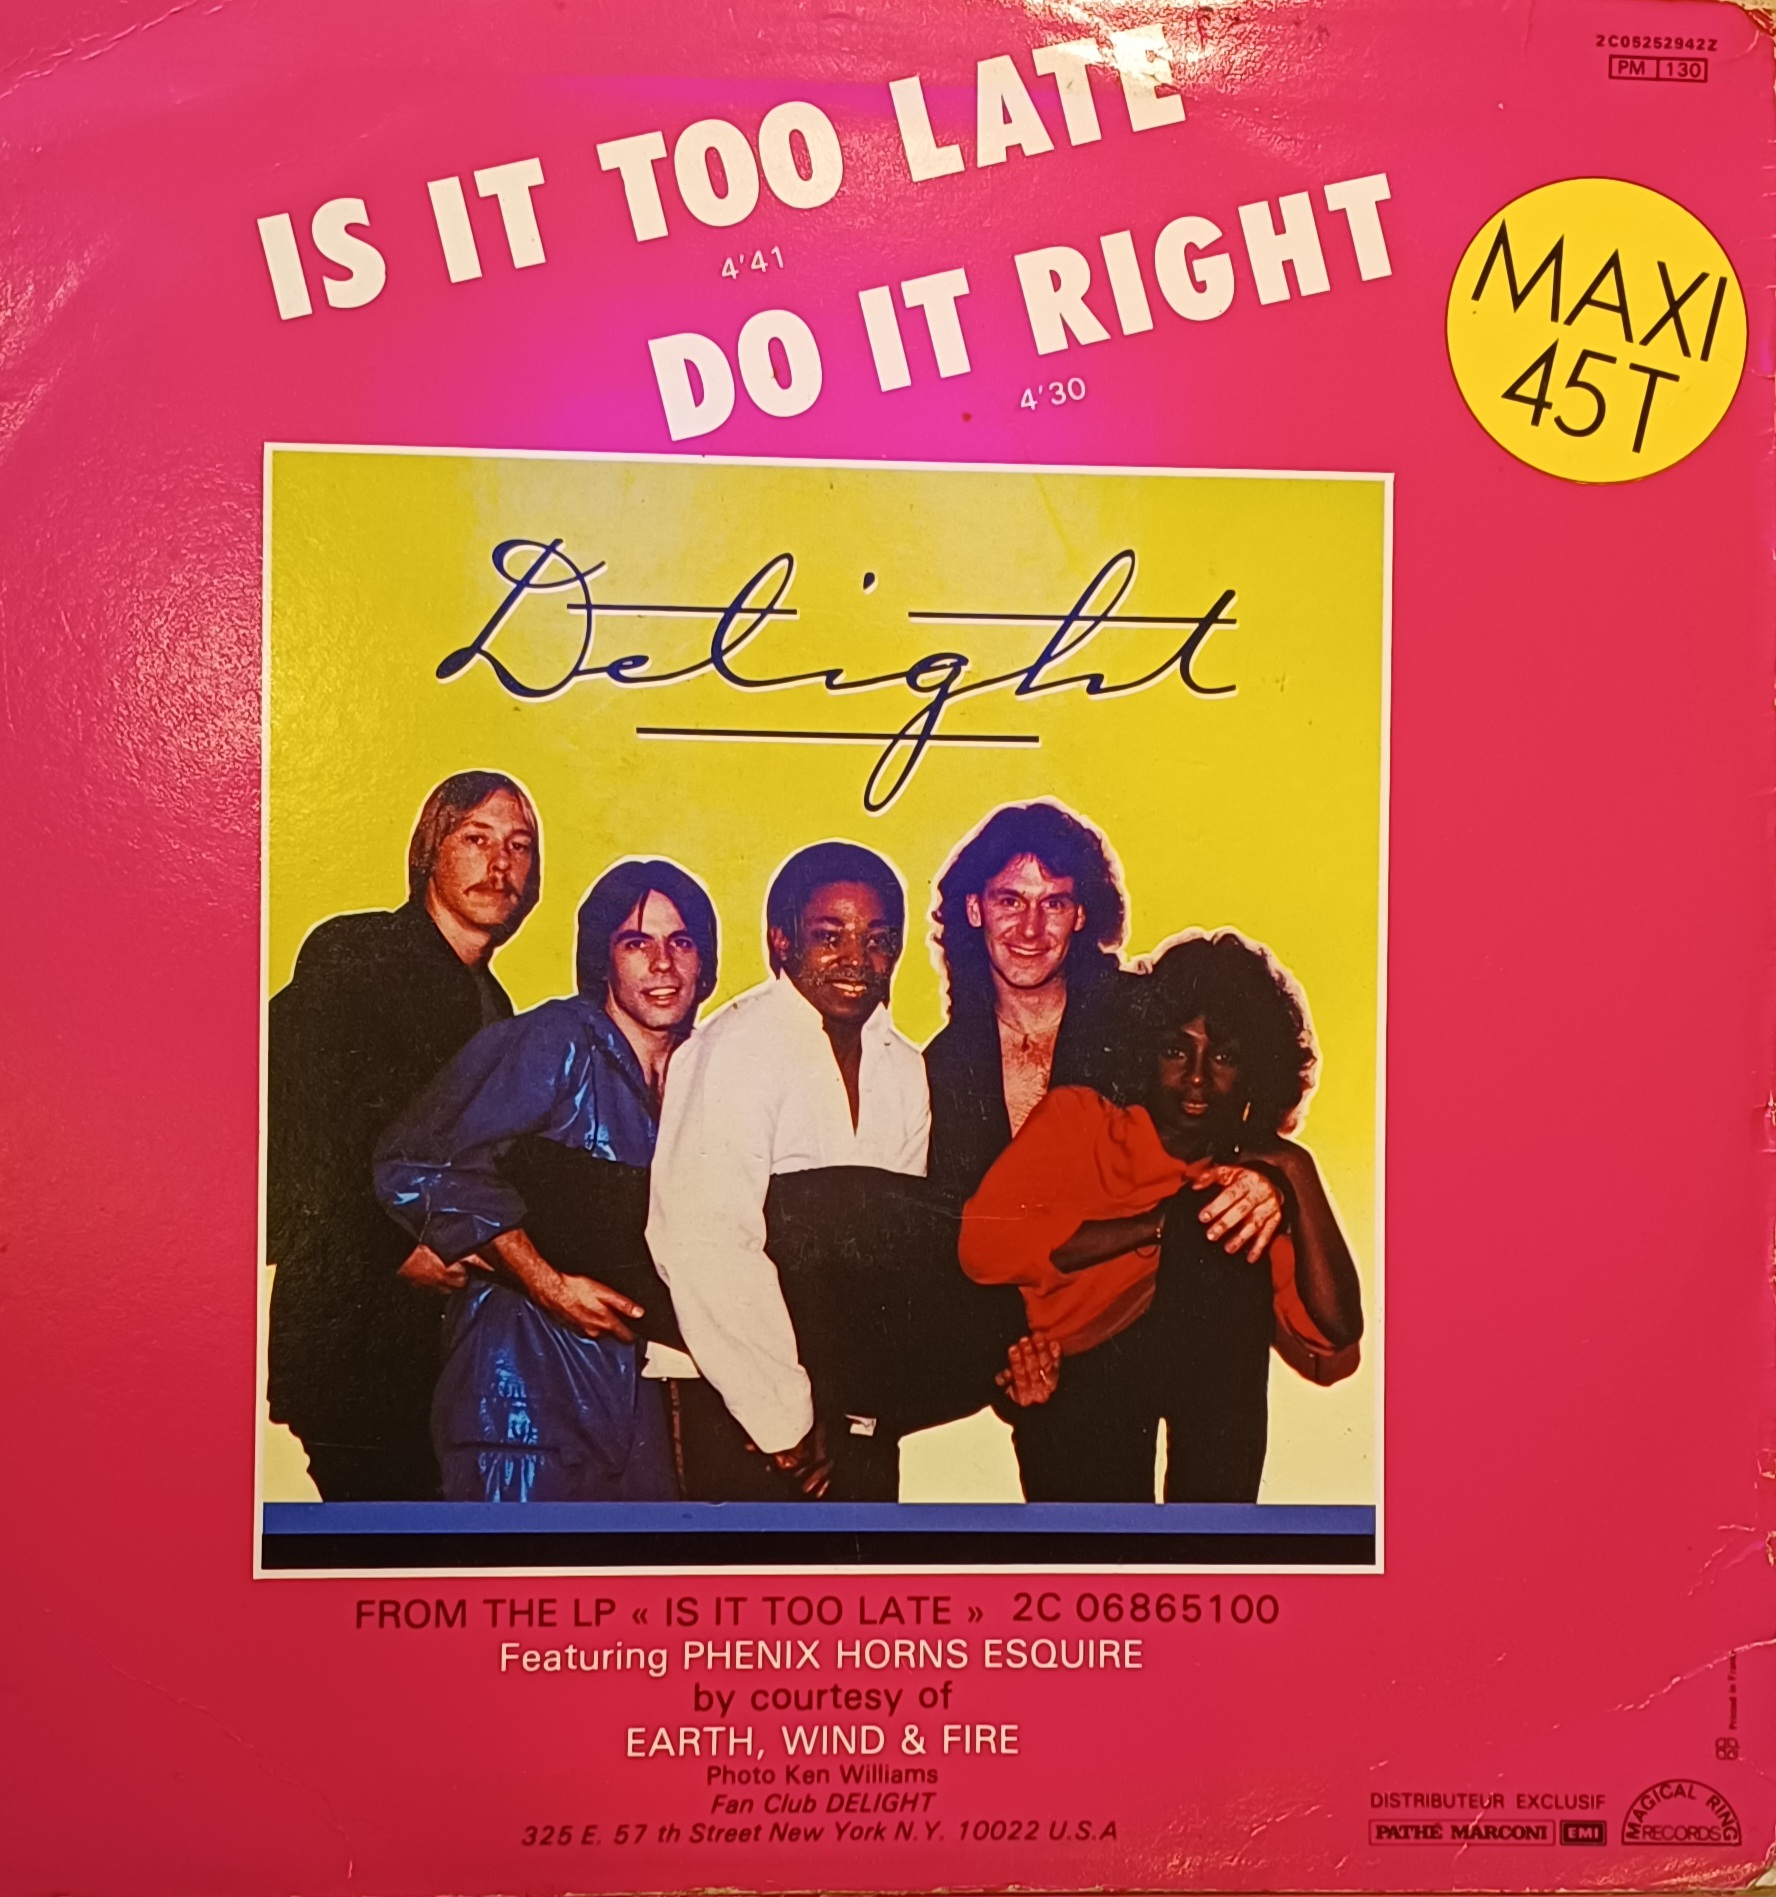 2C05252942Z
PM 130
IS IT TOO LATE
4'41
DO IT RIGHT
4'30
MAXI
45T
Delight
FROM THE LP « IS IT TOO LATE » 2C 06865100
Featuring PHENIX HORNS ESQUIRE
by courtesy of
EARTH, WIND & FIRE
Photo Ken Williams
Fan Club DELIGHT
325 E. 57 th Street New York N.Y. 10022 U.S.A
Printed in
DISTRIBUTEUR EXCLUSIF
PATHÉ MARCONI EMI
MAGICAL RING
RECORDS